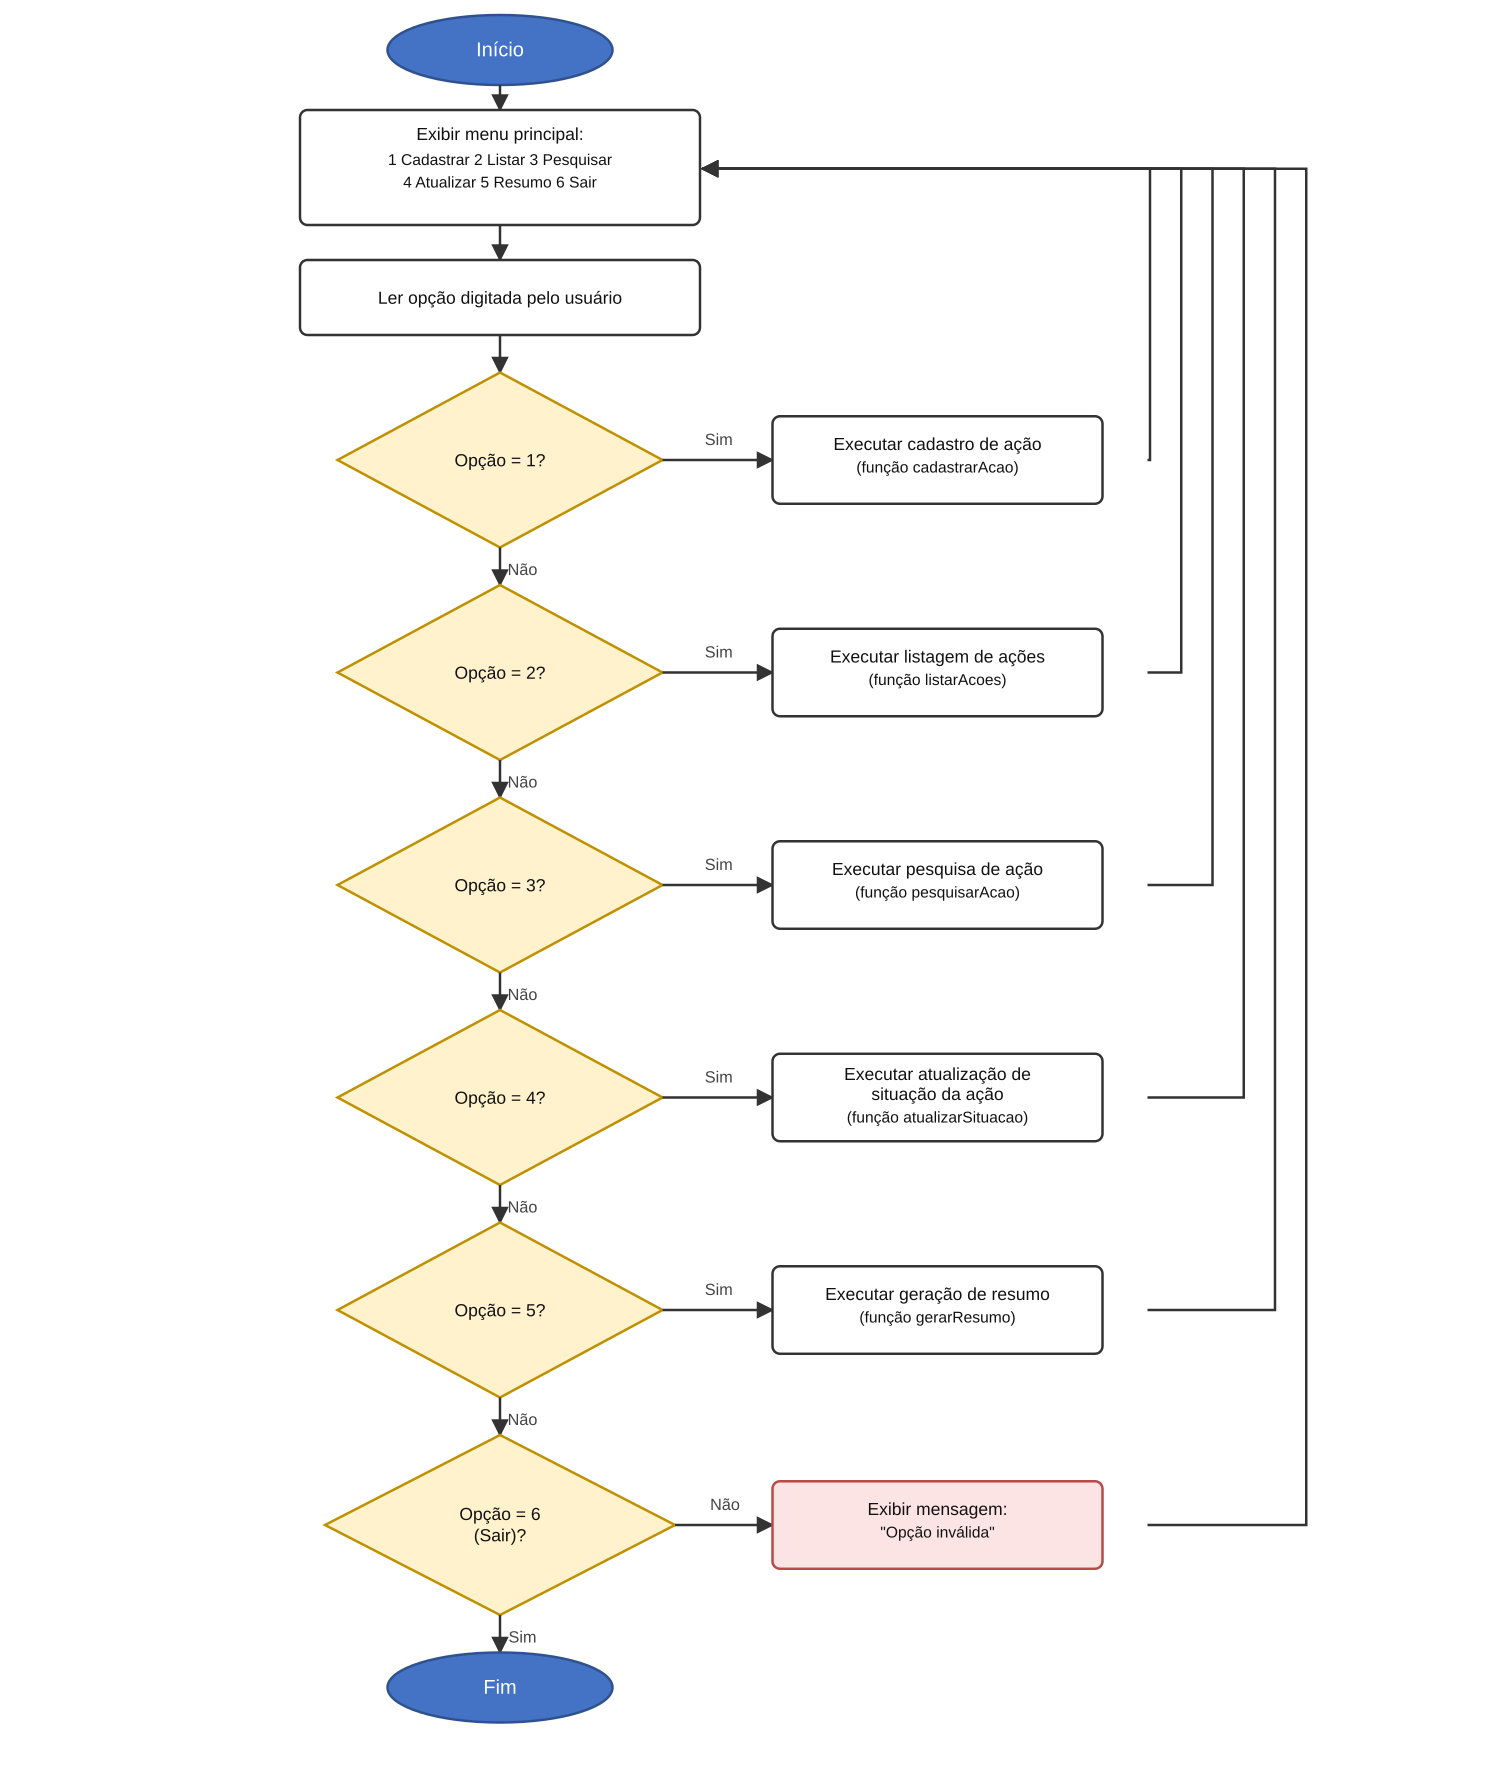 Início
Exibir menu principal:
1 Cadastrar 2 Listar 3 Pesquisar
4 Atualizar 5 Resumo 6 Sair
Ler opção digitada pelo usuário
Opção = 1?
Sim
Executar cadastro de ação
(função cadastrarAcao)
Não
Opção = 2?
Sim
Executar listagem de ações
(função listarAcoes)
Não
Opção = 3?
Sim
Executar pesquisa de ação
(função pesquisarAcao)
Não
Opção = 4?
Sim
Executar atualização de
situação da ação
(função atualizarSituacao)
Não
Opção = 5?
Sim
Executar geração de resumo
(função gerarResumo)
Não
Opção = 6
(Sair)?
Não
Exibir mensagem:
"Opção inválida"
Sim
Fim